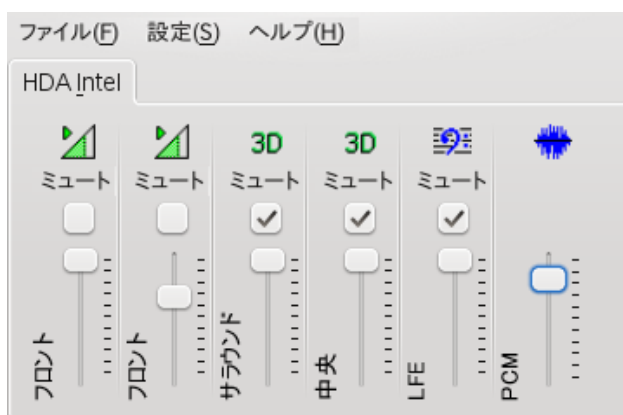 ファイル(F) 設定(S) ヘルプ(H)
HDA Intel
3D 3D
ミュート ミュート ミュート ミュート ミュート
フロント
フロント
サラウンド
中央
LFE
PCM